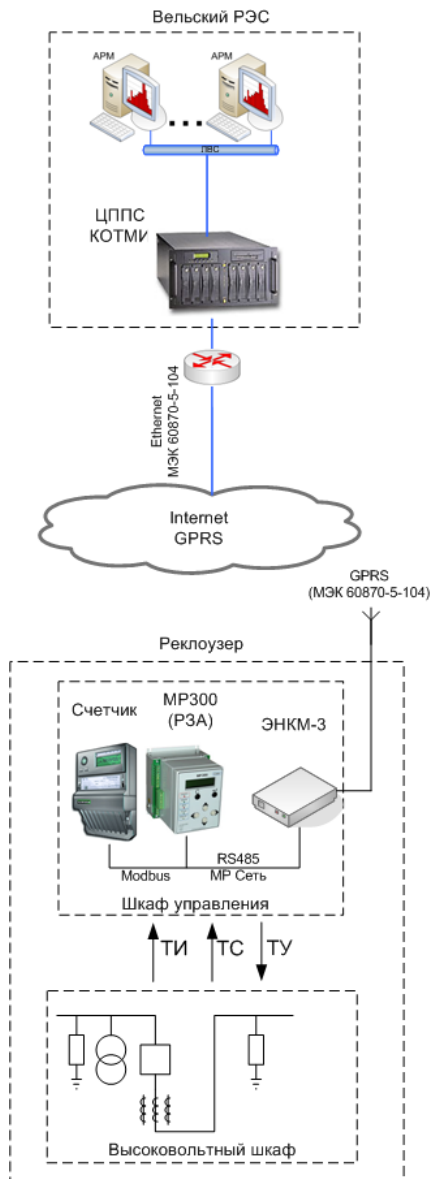 Вельский РЭС
АРМ
АРМ
ЛВС
ЦППС
КОТМИ
Ethernet
МЭК 60870-5-104
Internet
GPRS
GPRS
(МЭК 60870-5-104)
Реклоузер
Счетчик
МР300
(РЗА)
ЭНКМ-3
RS485
Modbus
МР Сеть
Шкаф управления
ТИ
ТС
ТУ
Высоковольтный шкаф